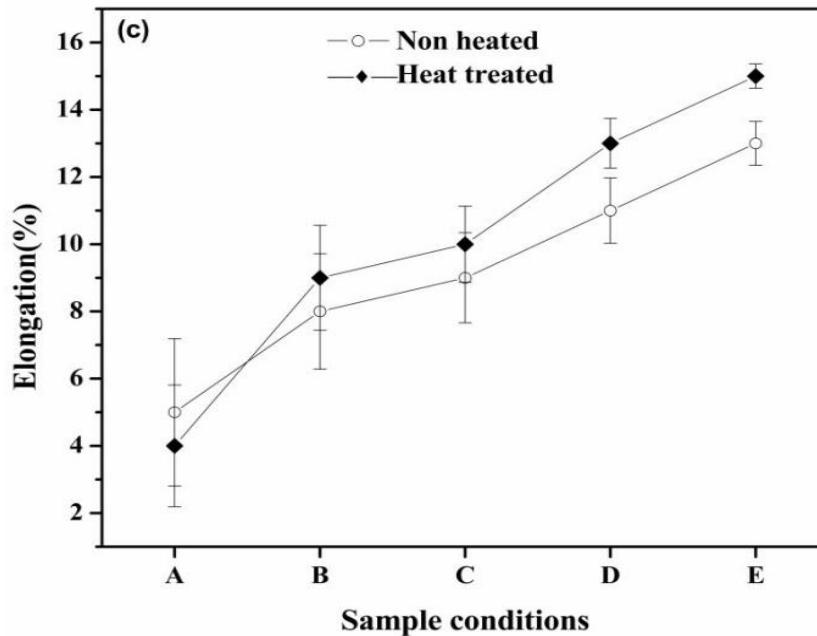 (c)
Non heated
Heat treated
16
14
12
10
8
6
4
2
Elongation(%)
A B C D E
Sample conditions